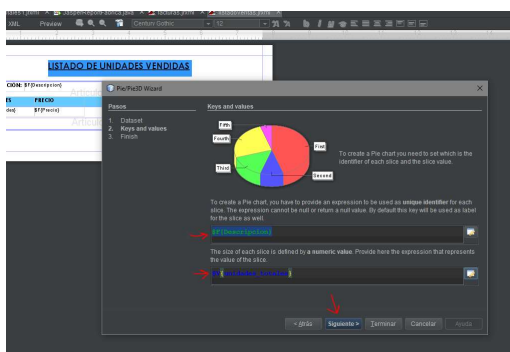 XML Preview Century Gothic 12
LISTADO DE UNIDADES VENDIDAS
CIÓN: $F{Descripcion}
PRECIO
$F{Precio}
Pie/Pie3D Wizard
Pasos
1. Dataset
2. Keys and values
3. Finish
Keys and values
Fifth
Fourth
First
Third
Second
To create a Pie chart you need to set which is the
identifier of each slice and the slice value.
To create a Pie chart, you have to provide an expression to be used as unique identifier for each
slice. The expression cannot be null or return a null value. By default this key will be used as label
for the slice as well.
$F{Descripcion}
The size of each slice is defined by a numeric value. Provide here the expression that represents
the value of the slice.
< Atrás Siguiente > Terminar Cancelar Ayuda